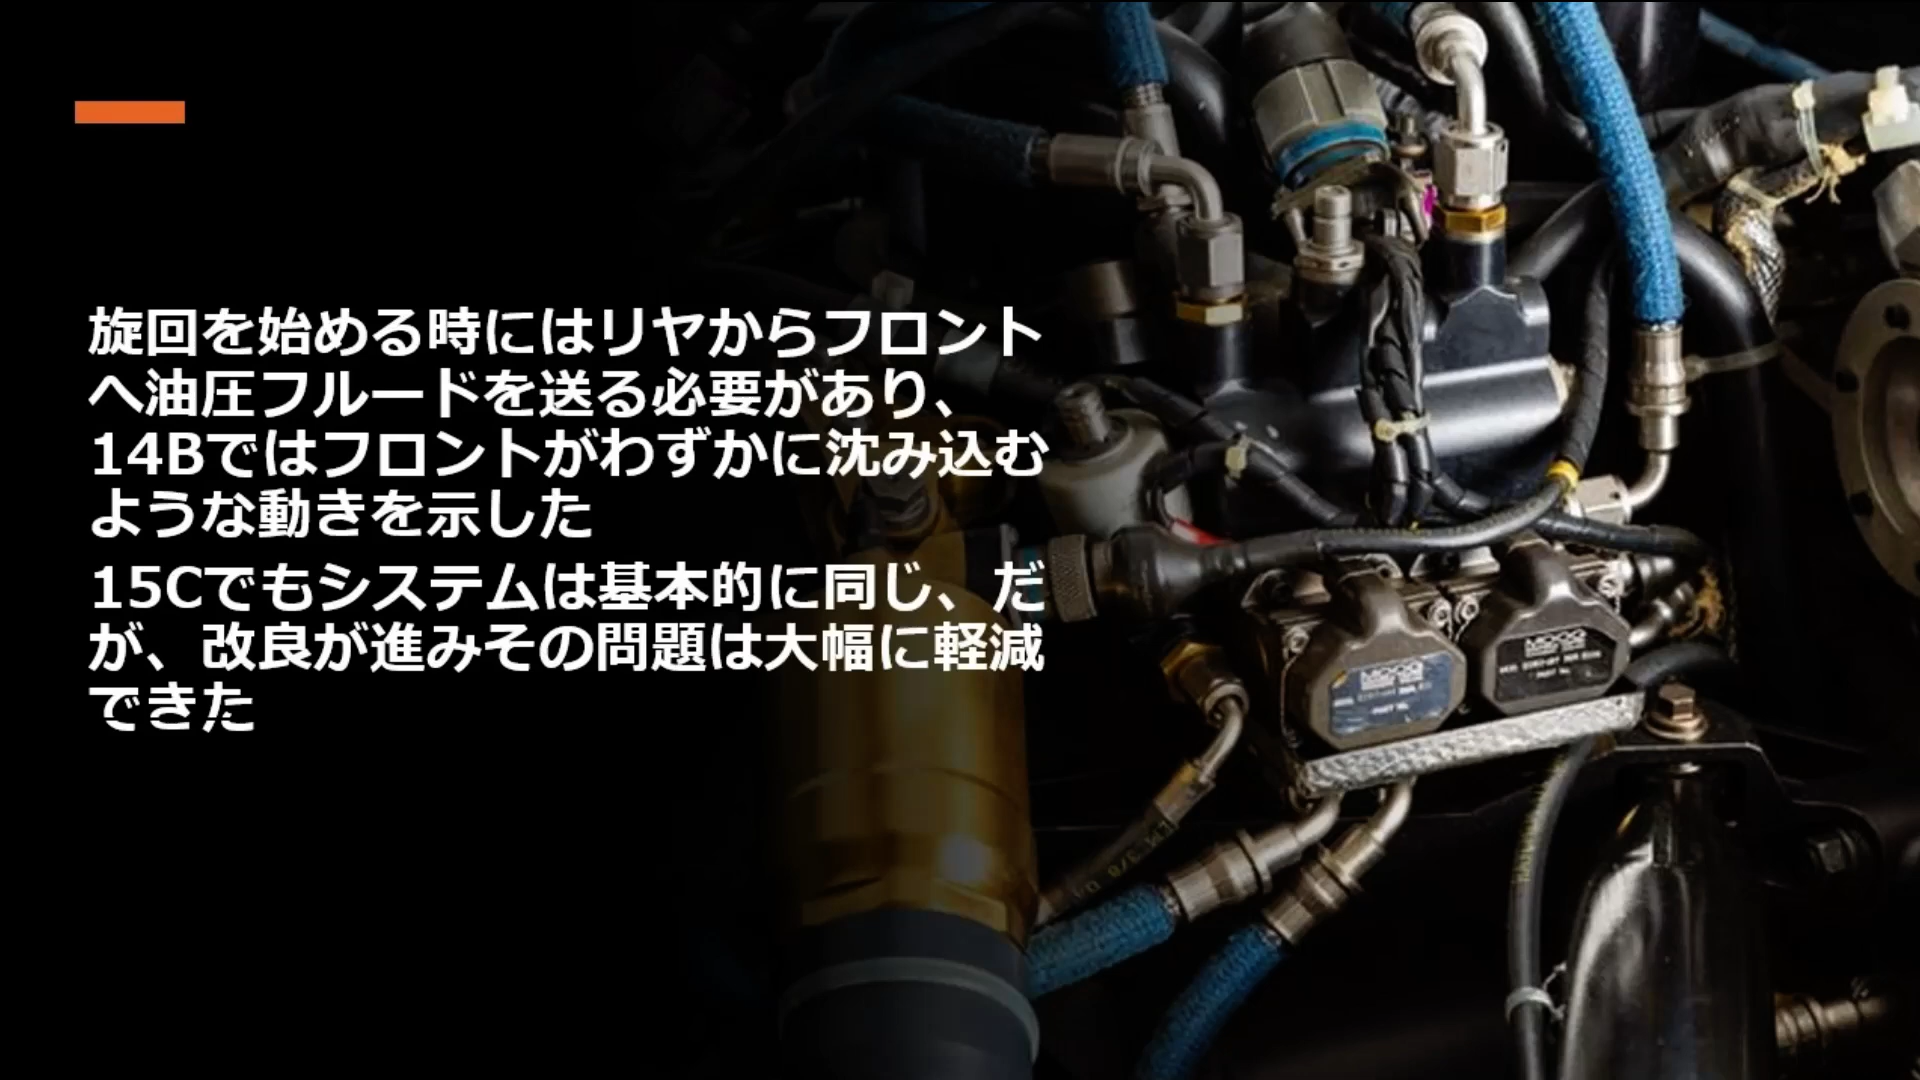 旋回を始める時にはリヤからフロント
へ油圧フルードを送る必要があり、
14Bではフロントがわずかに沈み込む
ような動きを示した
15Cでもシステムは基本的に同じ、だ
が、改良が進みその問題は大幅に軽減
できた
MOOG
MOOG